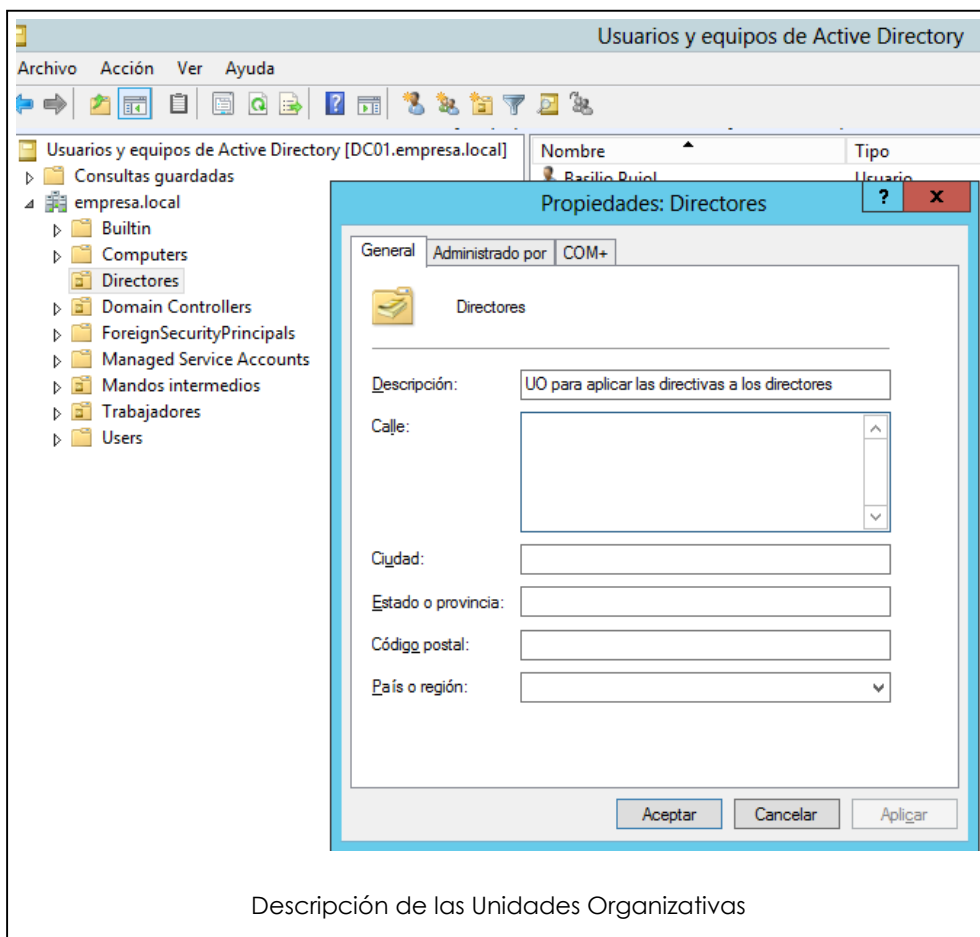 Usuarios y equipos de Active Directory
Archivo Acción Ver Ayuda
Usuarios y equipos de Active Directory [DC01.empresa.local]
Consultas guardadas
empresa.local
Builtin
Computers
Directores
Domain Controllers
ForeignSecurityPrincipals
Managed Service Accounts
Mandos intermedios
Trabajadores
Users
Nombre Tipo
Basilio Pujol Usuario
Propiedades: Directores ? x
General Administrado por COM+
Directores
Descripción: UO para aplicar las directivas a los directores
Calle:
Ciudad:
Estado o provincia:
Código postal:
País o región:
Aceptar Cancelar Aplicar
Descripción de las Unidades Organizativas